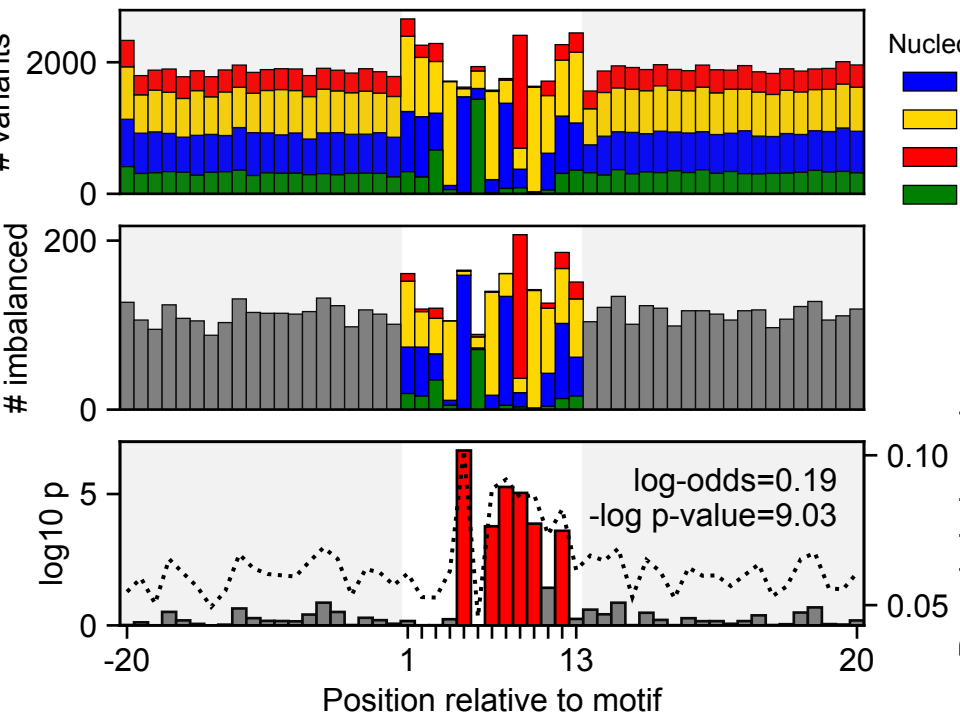 # variants
2000
0
Nucleo
# imbalanced
200
0
log10 p
5
0
log-odds=0.19
-log p-value=9.03
0.10
0.05
-20
1
13
20
Position relative to motif